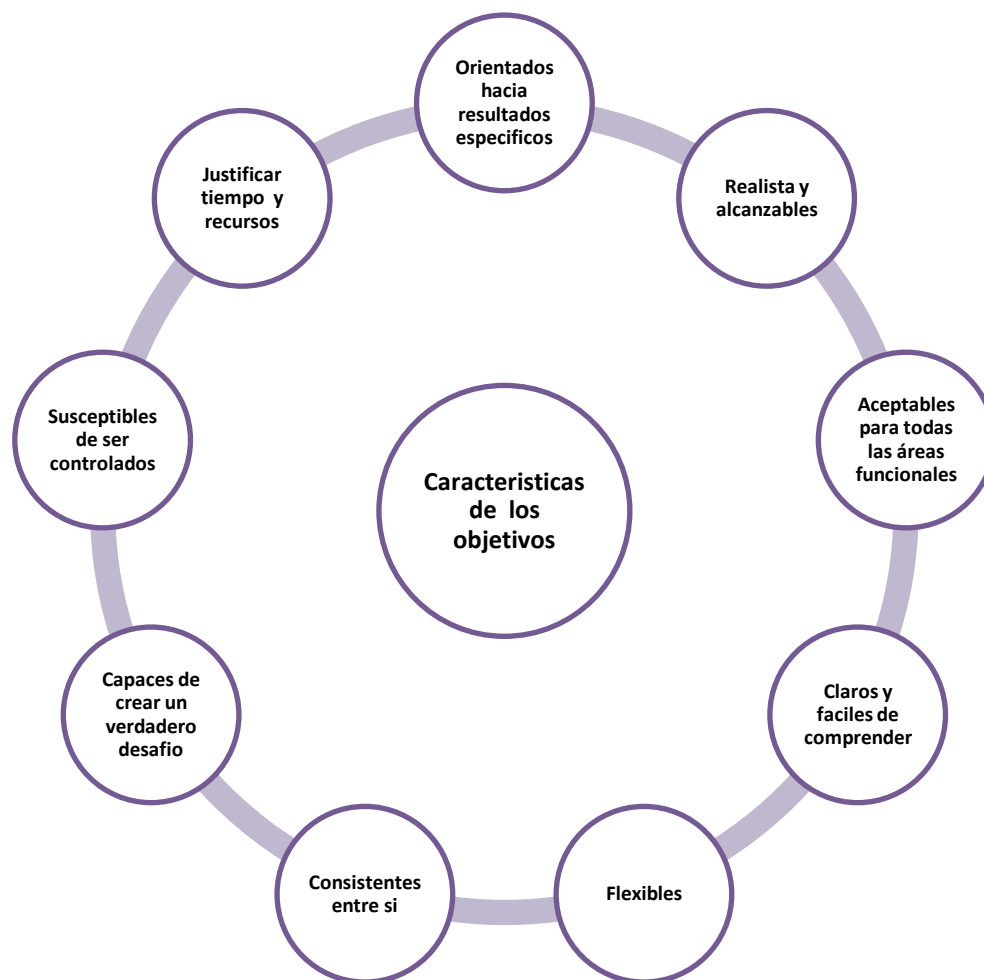 Orientados
hacia
resultados
especificos
Realista y
alcanzables
Aceptables
para todas
las áreas
funcionales
Claros y
faciles de
comprender
Flexibles
Consistentes
entre si
Capaces de
crear un
verdadero
desafio
Susceptibles
de ser
controlados
Justificar
tiempo y
recursos
Caracteristicas
de los
objetivos